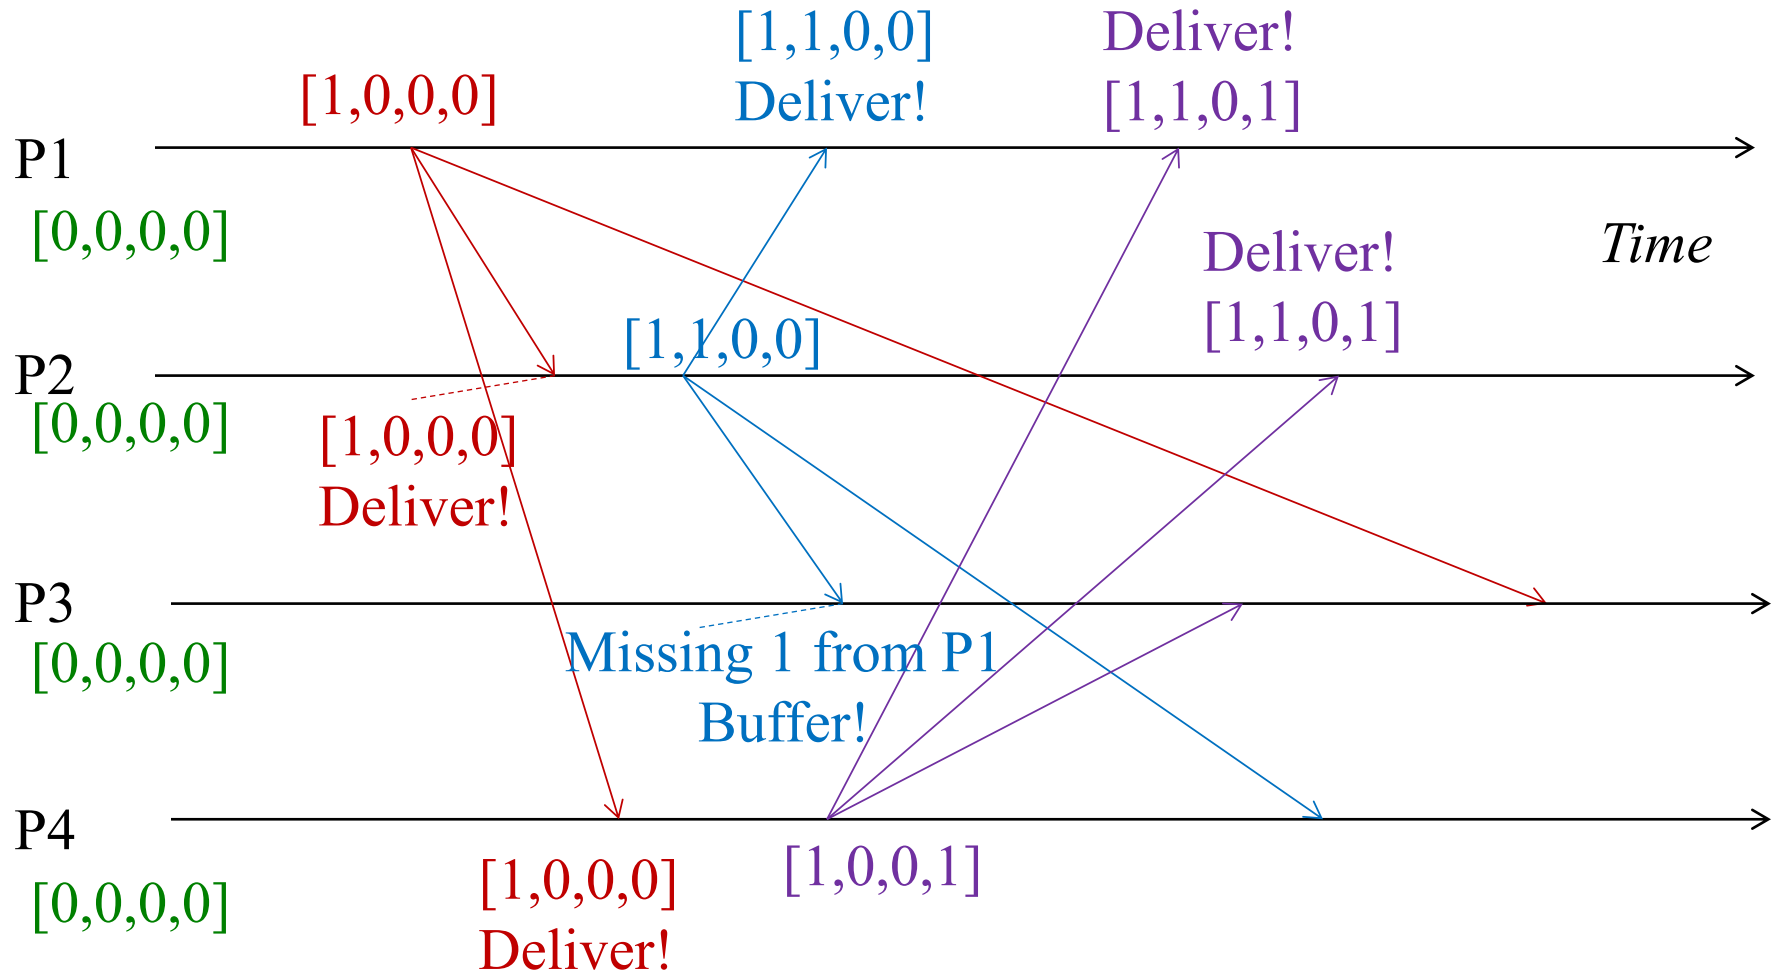 [1,1,0,0]
Deliver!
Deliver!
[1,1,0,1]
[1,0,0,0]
P1
[0,0,0,0]
Time
Deliver!
[1,1,0,1]
[1,1,0,0]
P2
[0,0,0,0]
[1,0,0,0]
Deliver!
P3
[0,0,0,0]
Missing 1 from P1
Buffer!
P4
[0,0,0,0]
[1,0,0,0]
Deliver!
[1,0,0,1]